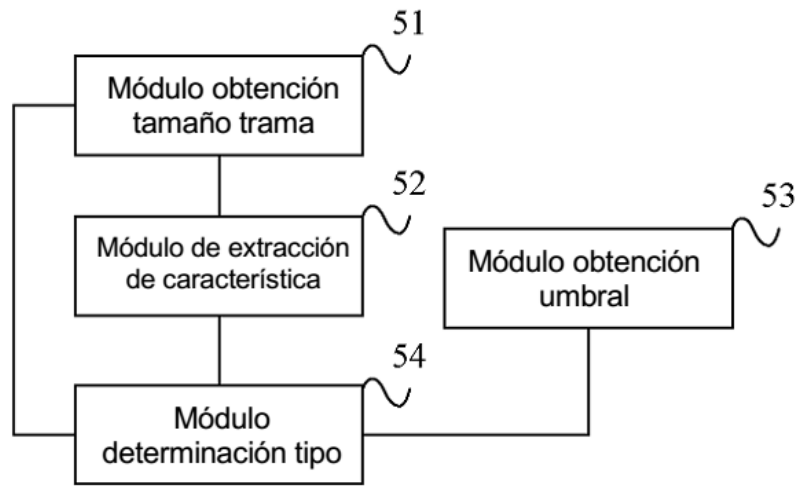 51
Módulo obtención
tamaño trama
52
Módulo de extracción
de característica
53
Módulo obtención
umbral
54
Módulo
determinación tipo